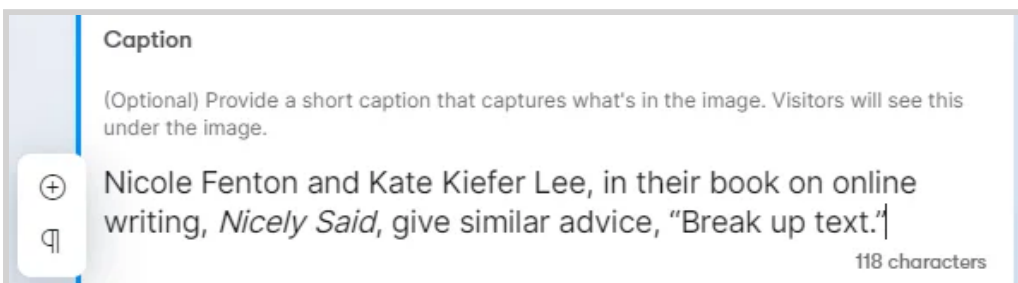 Caption
(Optional) Provide a short caption that captures what's in the image. Visitors will see this
under the image.
Nicole Fenton and Kate Kiefer Lee, in their book on online
writing, Nicely Said, give similar advice, “Break up text.”
118 characters